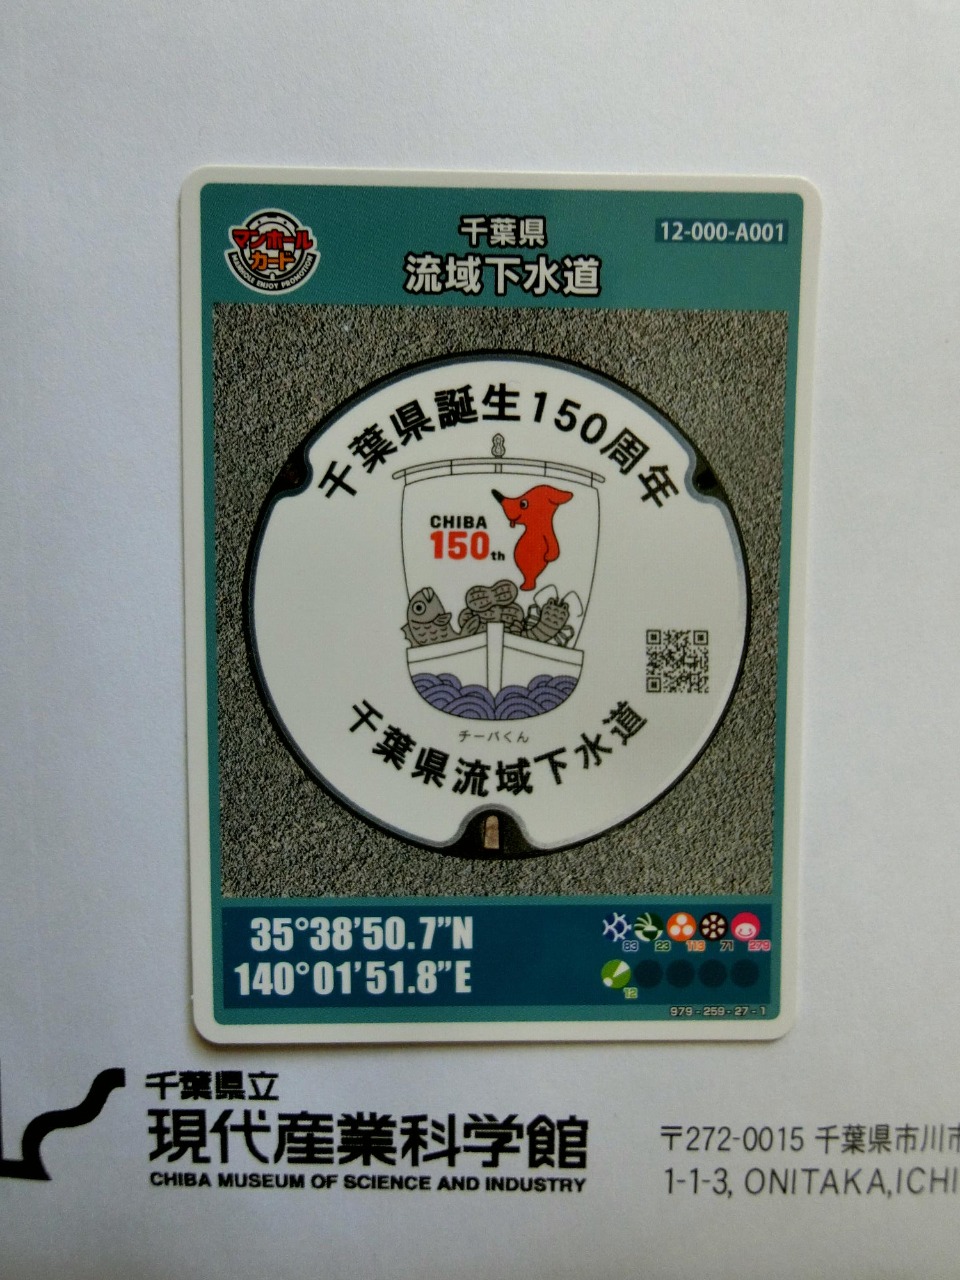 マンホール
カード
MANHOLE ENJOY PROMOTION
千葉県
流域下水道
12-000-A001
千葉県誕生150周年
CHIBA
150th
チーバくん
千葉県流域下水道
35°38'50.7"N
140°01'51.8"E
83 23 113 71 299
12
979-259-27-1
千葉県立
現代産業科学館
CHIBA MUSEUM OF SCIENCE AND INDUSTRY
〒272-0015 千葉県市川市
1-1-3, ONITAKA,ICHI